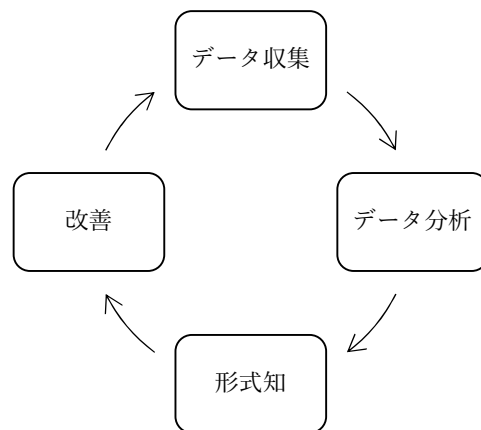 データ収集
データ分析
形式知
改善